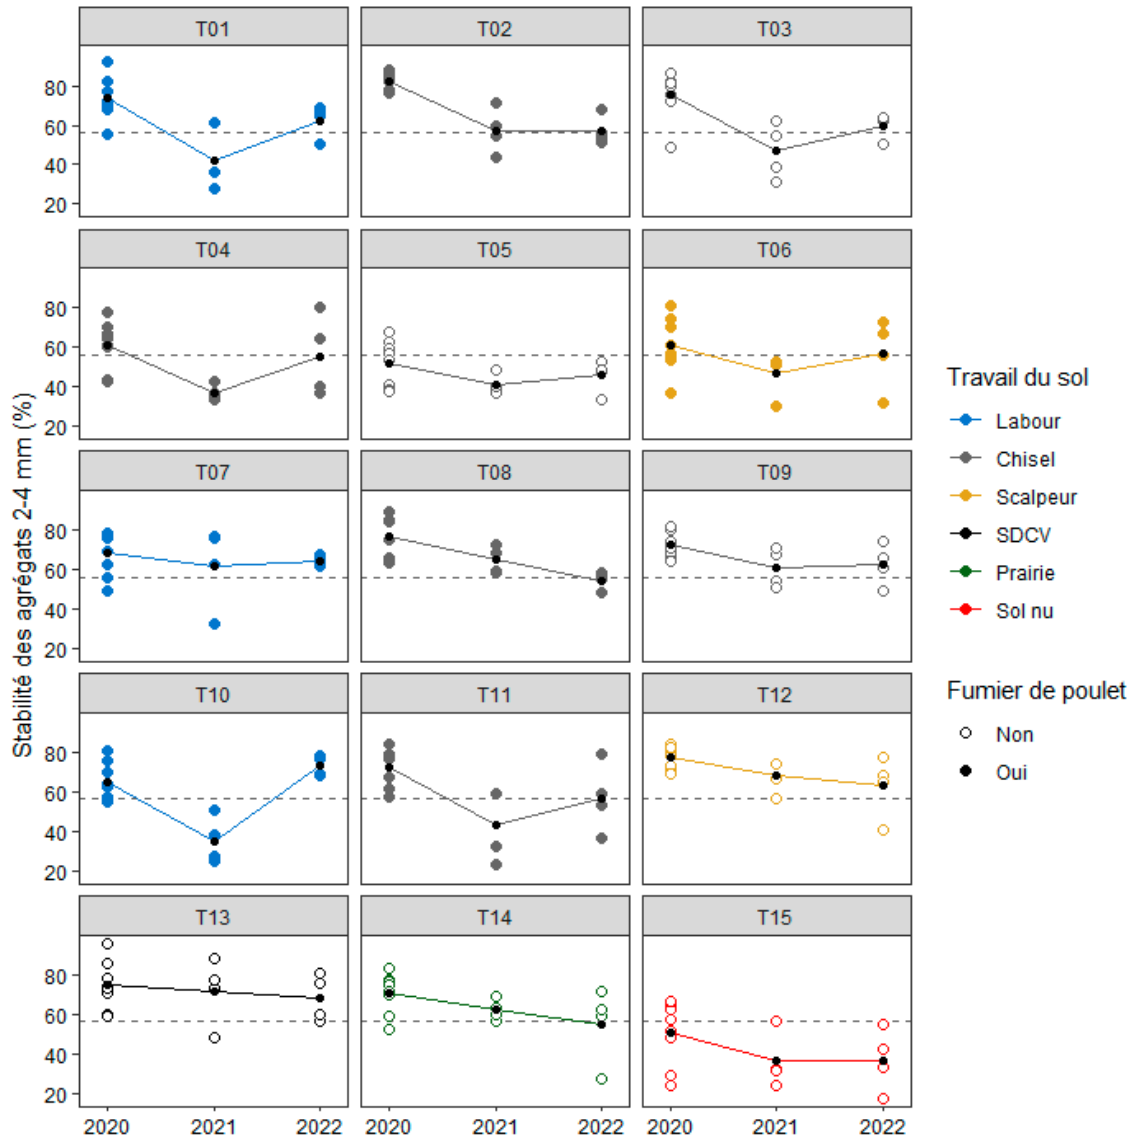 T01 T02 T03
80
60
40
20
T04 T05 T06
80
60
40
20
T07 T08 T09
80
60
40
20
T10 T11 T12
80
60
40
20
T13 T14 T15
80
60
40
20
2020 2021 2022 2020 2021 2022 2020 2021 2022
Stabilité des agrégats 2-4 mm (%)
Travail du sol
Labour
Chisel
Scalpeur
SDCV
Prairie
Sol nu
Fumier de poulet
Non
Oui